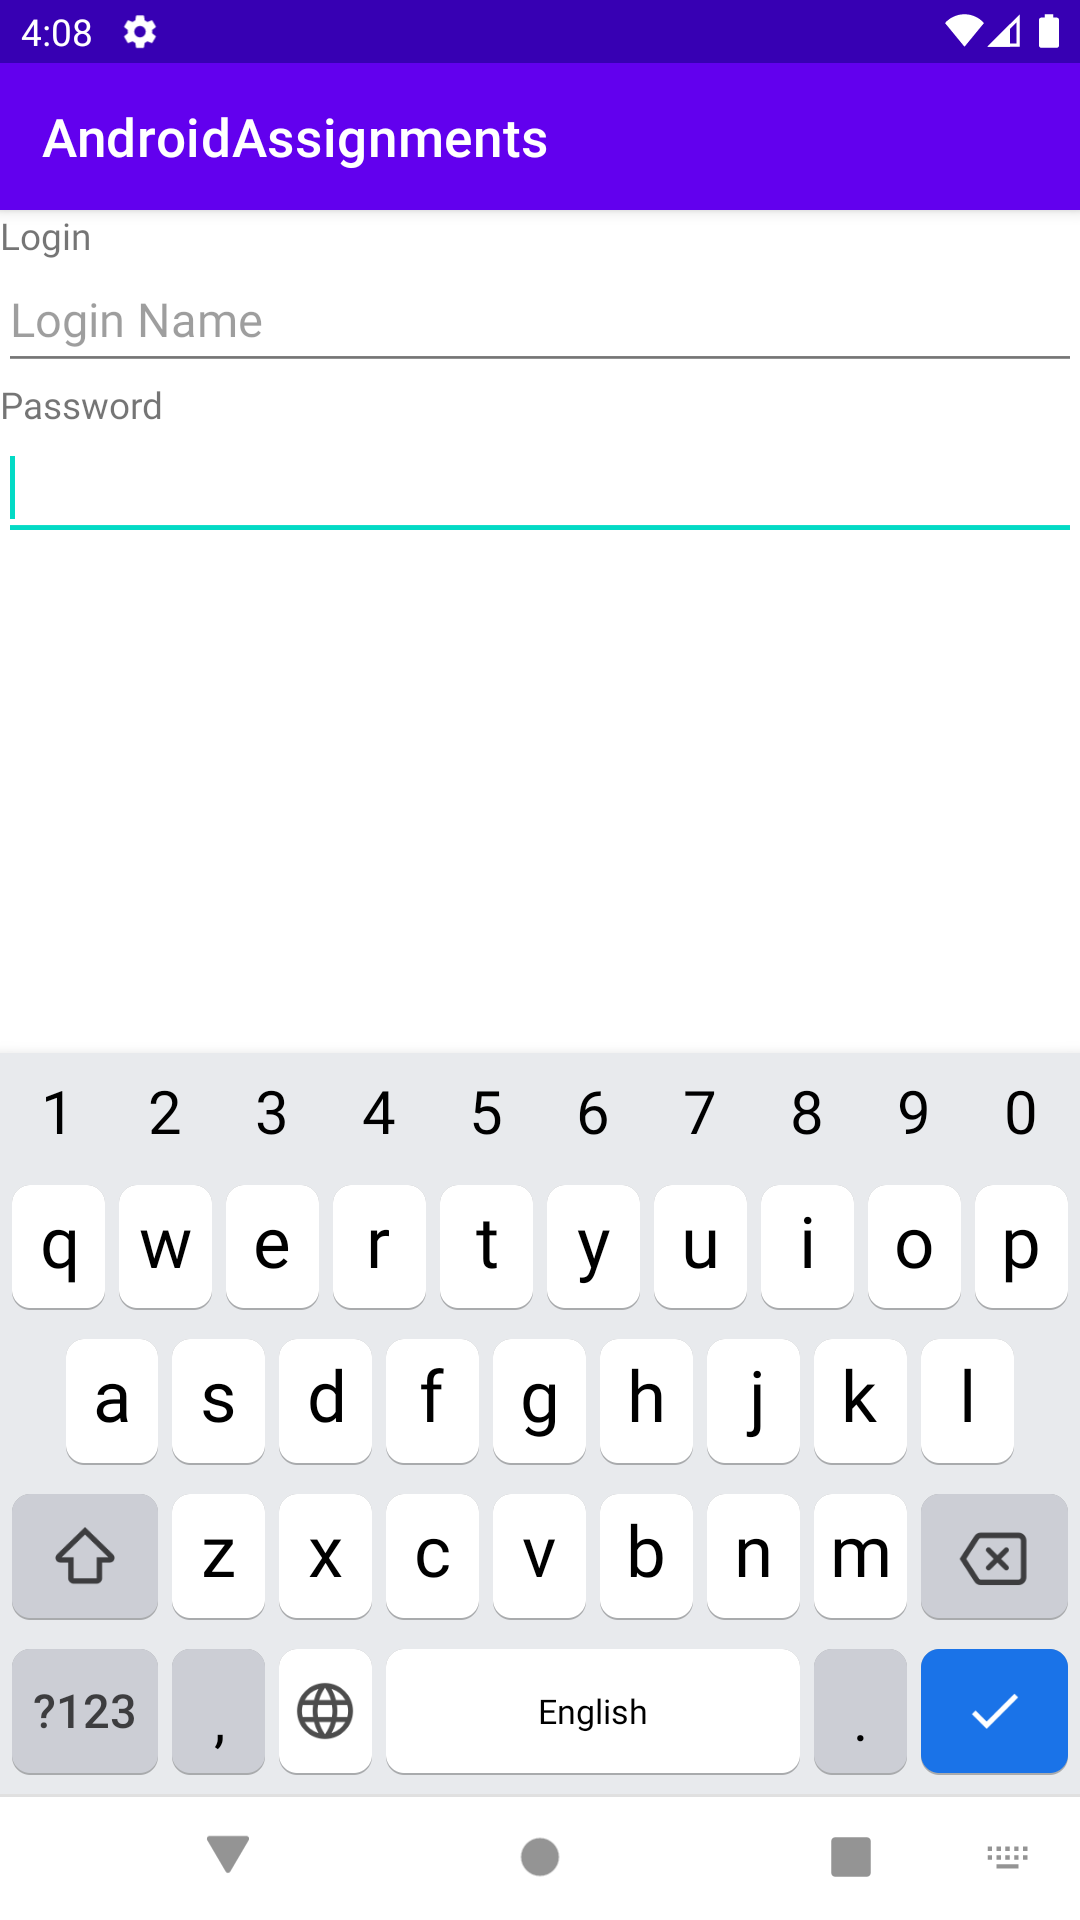 4:08
AndroidAssignments
Login
Login Name
Password
1 2 3 4 5 6 7 8 9 0
q w e r t y u i o p
a s d f g h j k l
z x c v b n m
?123 , English .